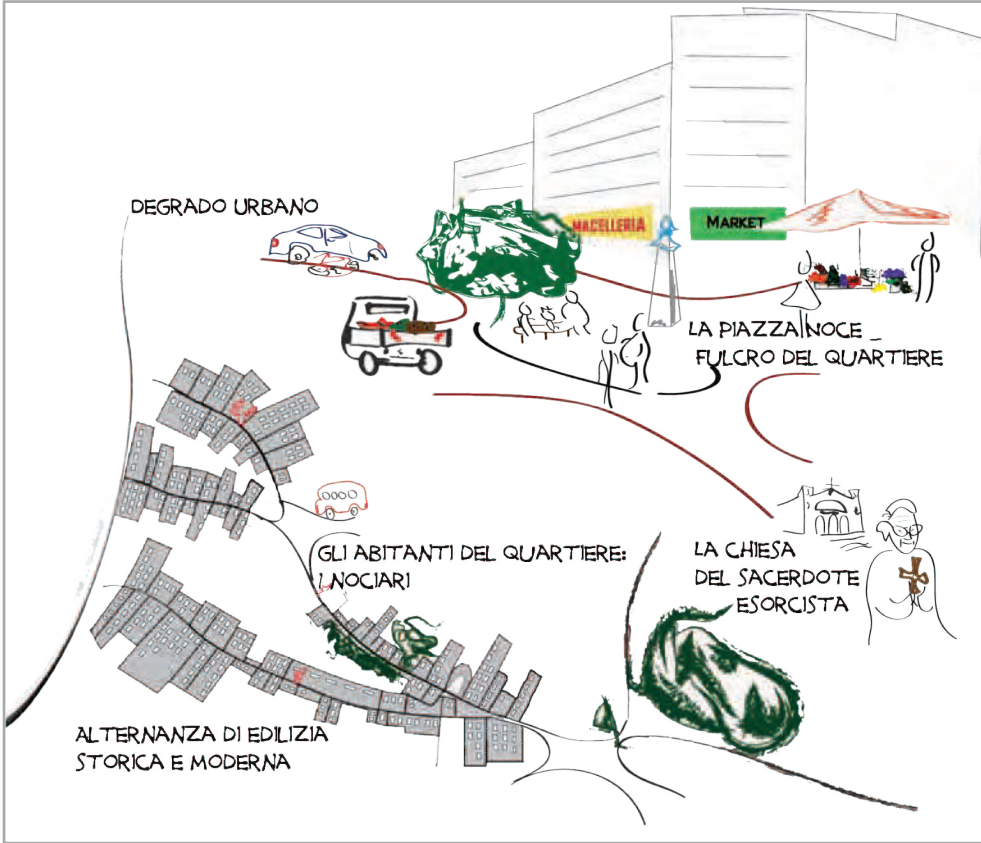 DEGRADO URBANO
MACELLERIA
MARKET
LA PIAZZA NOCE
FULCRO DEL QUARTIERE
GLI ABITANTI DEL QUARTIERE:
I NOCIARI
LA CHIESA
DEL SACERDOTE
ESORCISTA
ALTERNANZA DI EDILIZIA
STORICA E MODERNA